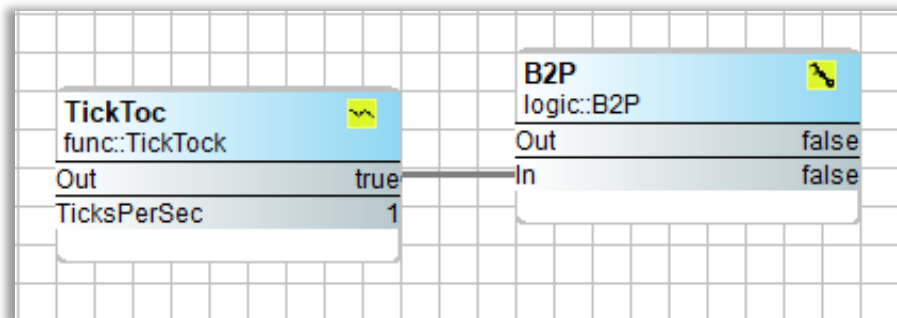 TickToc
func::TickTock
Out true
TicksPerSec 1
B2P
logic::B2P
Out false
In false